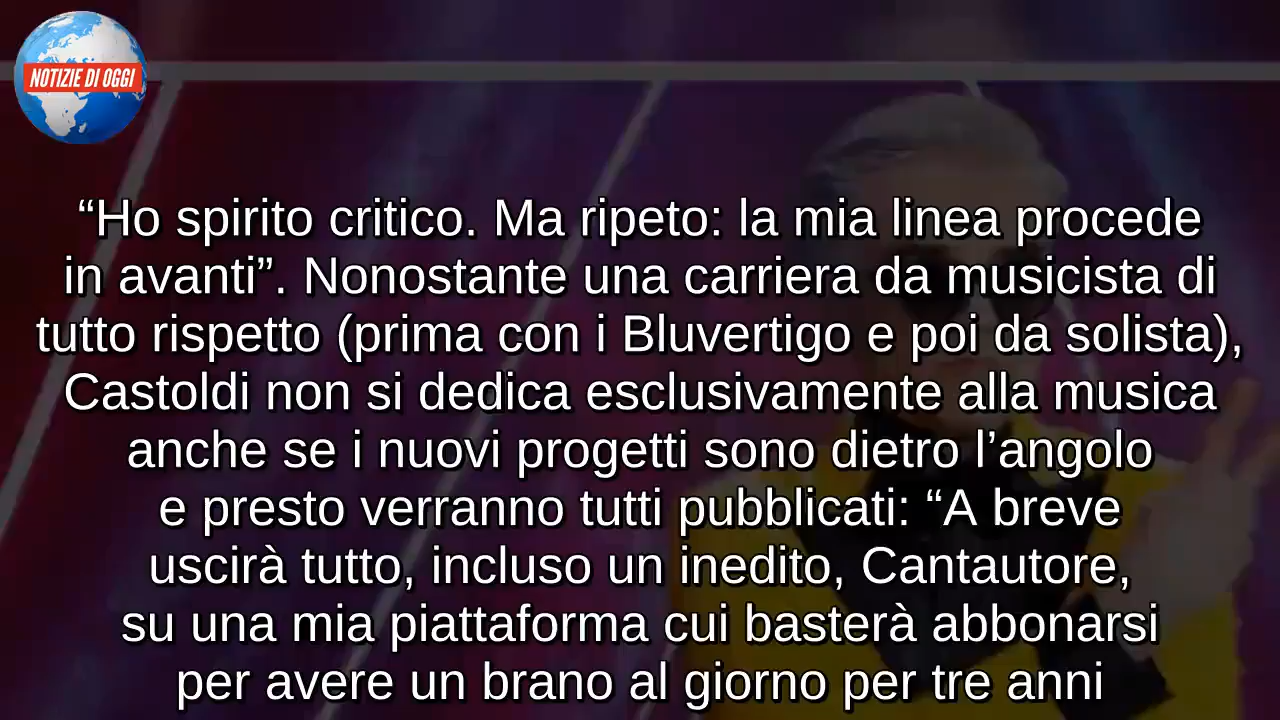 NOTIZIE DI OGGI
“Ho spirito critico. Ma ripeto: la mia linea procede
in avanti”. Nonostante una carriera da musicista di
tutto rispetto (prima con i Bluvertigo e poi da solista),
Castoldi non si dedica esclusivamente alla musica
anche se i nuovi progetti sono dietro l’angolo
e presto verranno tutti pubblicati: “A breve
uscirà tutto, incluso un inedito, Cantautore,
su una mia piattaforma cui basterà abbonarsi
per avere un brano al giorno per tre anni